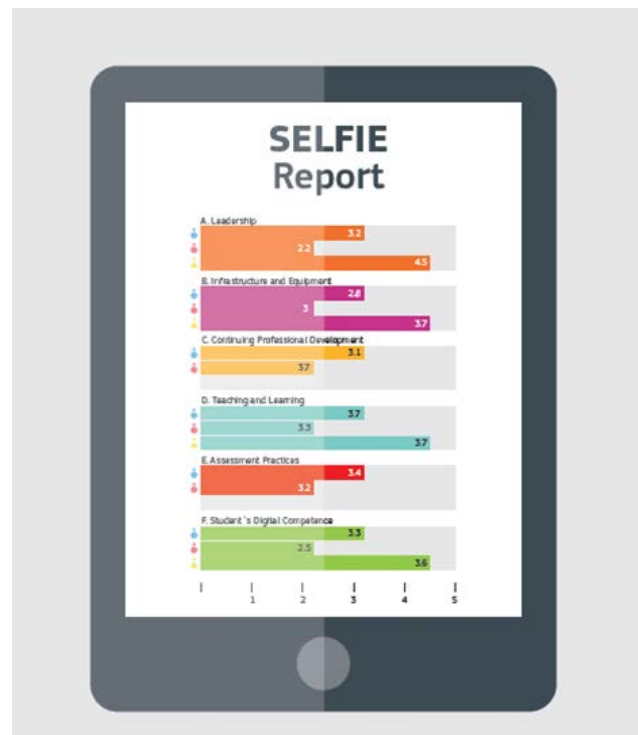 SELFIE
Report
A. Leadership
3.2
2.2
4.5
B. Infrastructure and Equipment
2.8
3
3.7
C. Continuing Professional Development
3.1
3.7
D. Teaching and Learning
3.7
3.3
3.7
E. Assessment Practices
3.4
3.2
F. Student´s Digital Competence
3.3
2.5
3.6
1 2 3 4 5